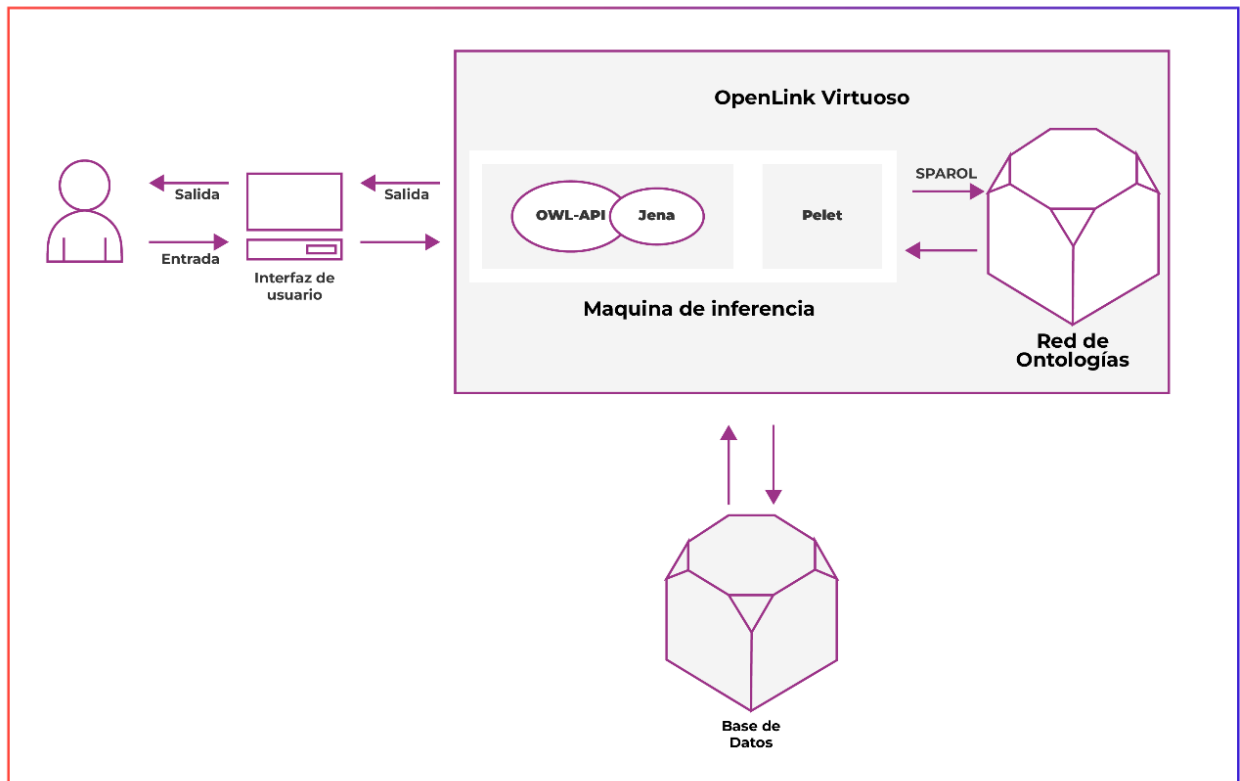 OpenLink Virtuoso
Salida
Salida
SPAROL
OWL-API
Jena
Pelet
Entrada
Interfaz de
usuario
Maquina de inferencia
Red de
Ontologías
Base de
Datos